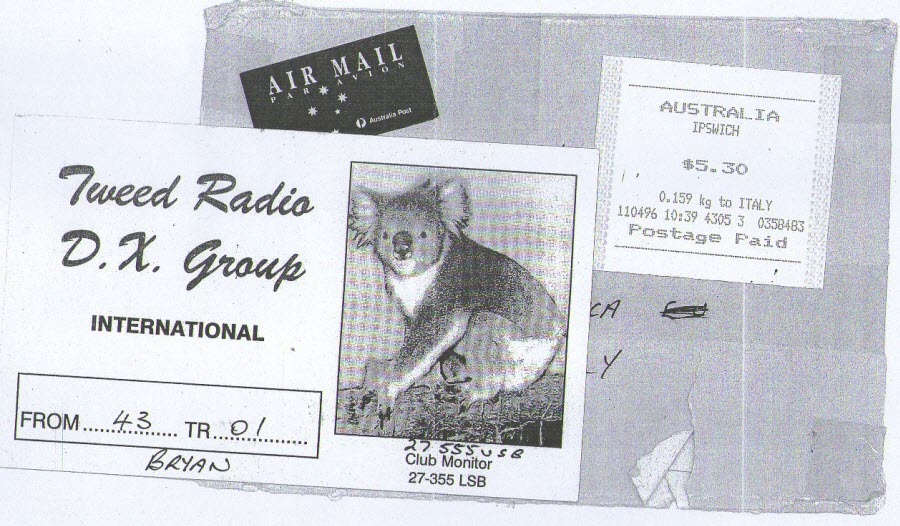 AIR MAIL
PAR AVION
Australia Post
AUSTRALIA
IPSWICH
$5.30
0.159 kg to ITALY
110496 10:39 4305 3 0358483
Postage Paid
Tweed Radio
D.X. Group
INTERNATIONAL
FROM ..... 43 ......... TR ... 01 ...........
BRYAN
27 555 USB
Club Monitor
27-355 LSB
CA
LY